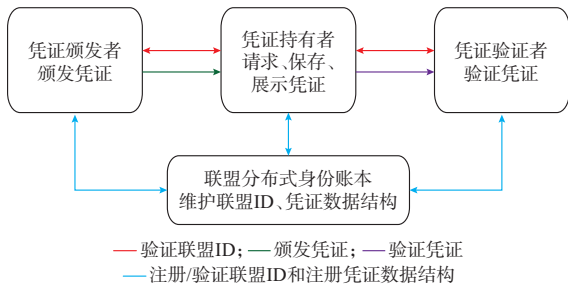 凭证颁发者
颁发凭证
凭证持有者
请求、保存、
展示凭证
凭证验证者
验证凭证
联盟分布式身份账本
维护联盟ID、凭证数据结构
验证联盟ID; 颁发凭证; 验证凭证
注册/验证联盟ID和注册凭证数据结构